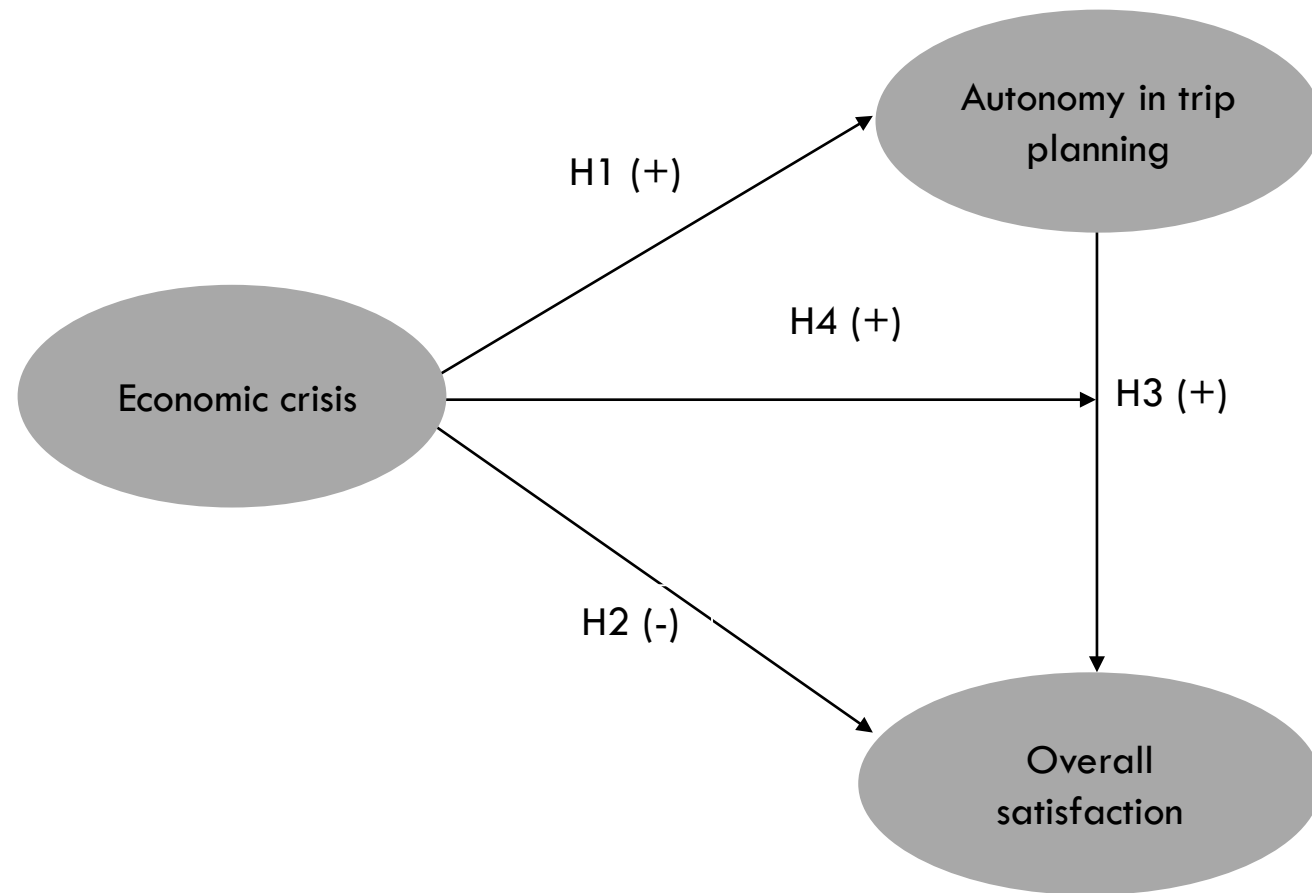 Autonomy in trip
planning
H1 (+)
H4 (+)
Economic crisis
H3 (+)
H2 (-)
Overall
satisfaction